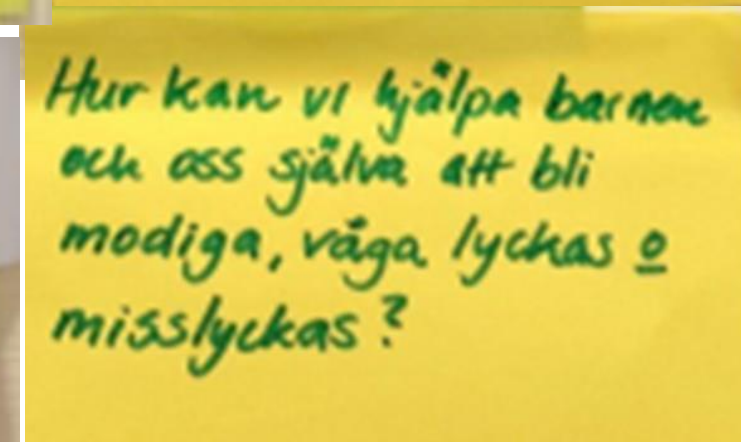 Hur kan vi hjälpa barnen
och oss själva att bli
modiga, våga lyckas o
misslyckas?